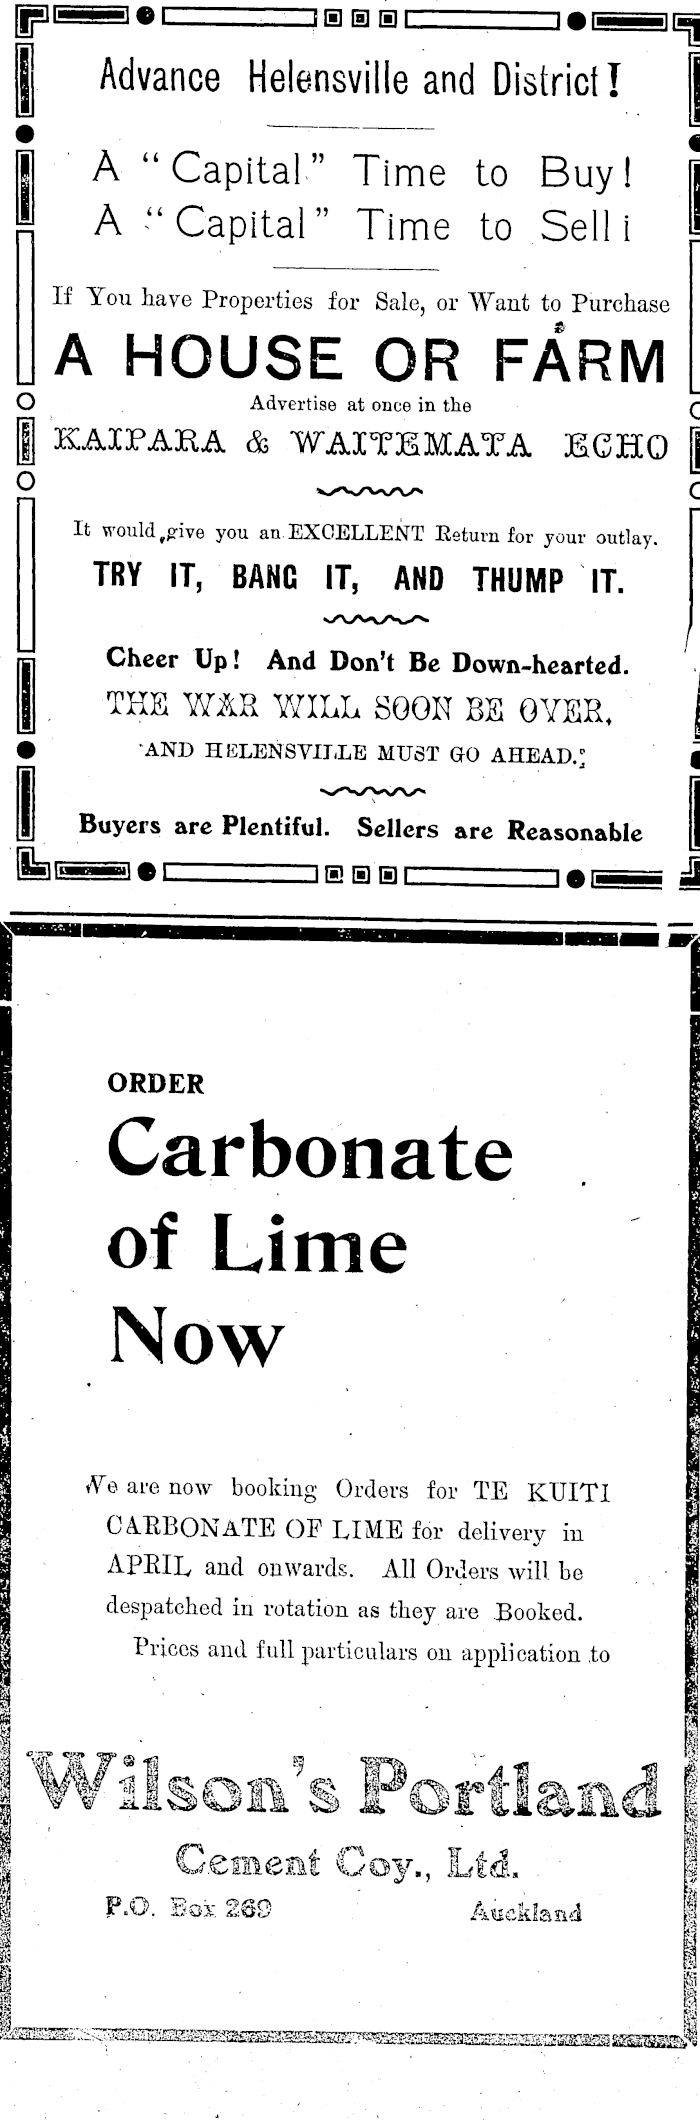 Advance Helensville and District!
A "Capital" Time to Buy!
A "Capital" Time to Sell i
If You have Properties for Sale, or Want to Purchase
A HOUSE OR FARM
Advertise at once in the
KAIPARA & WAITEMATA ECHO
It would give you an EXCELLENT Return for your outlay.
TRY IT, BANG IT, AND THUMP IT.
Cheer Up! And Don't Be Down-hearted.
THE WAR WILL SOON BE OVER,
AND HELENSVILLE MUST GO AHEAD.
Buyers are Plentiful. Sellers are Reasonable
ORDER
Carbonate
of Lime
Now
We are now booking Orders for TE KUITI
CARBONATE OF LIME for delivery in
APRIL and onwards. All Orders will be
despatched in rotation as they are Booked.
Prices and full particulars on application to
Wilson's Portland
Cement Coy., Ltd.
P.O. Box 269 Auckland